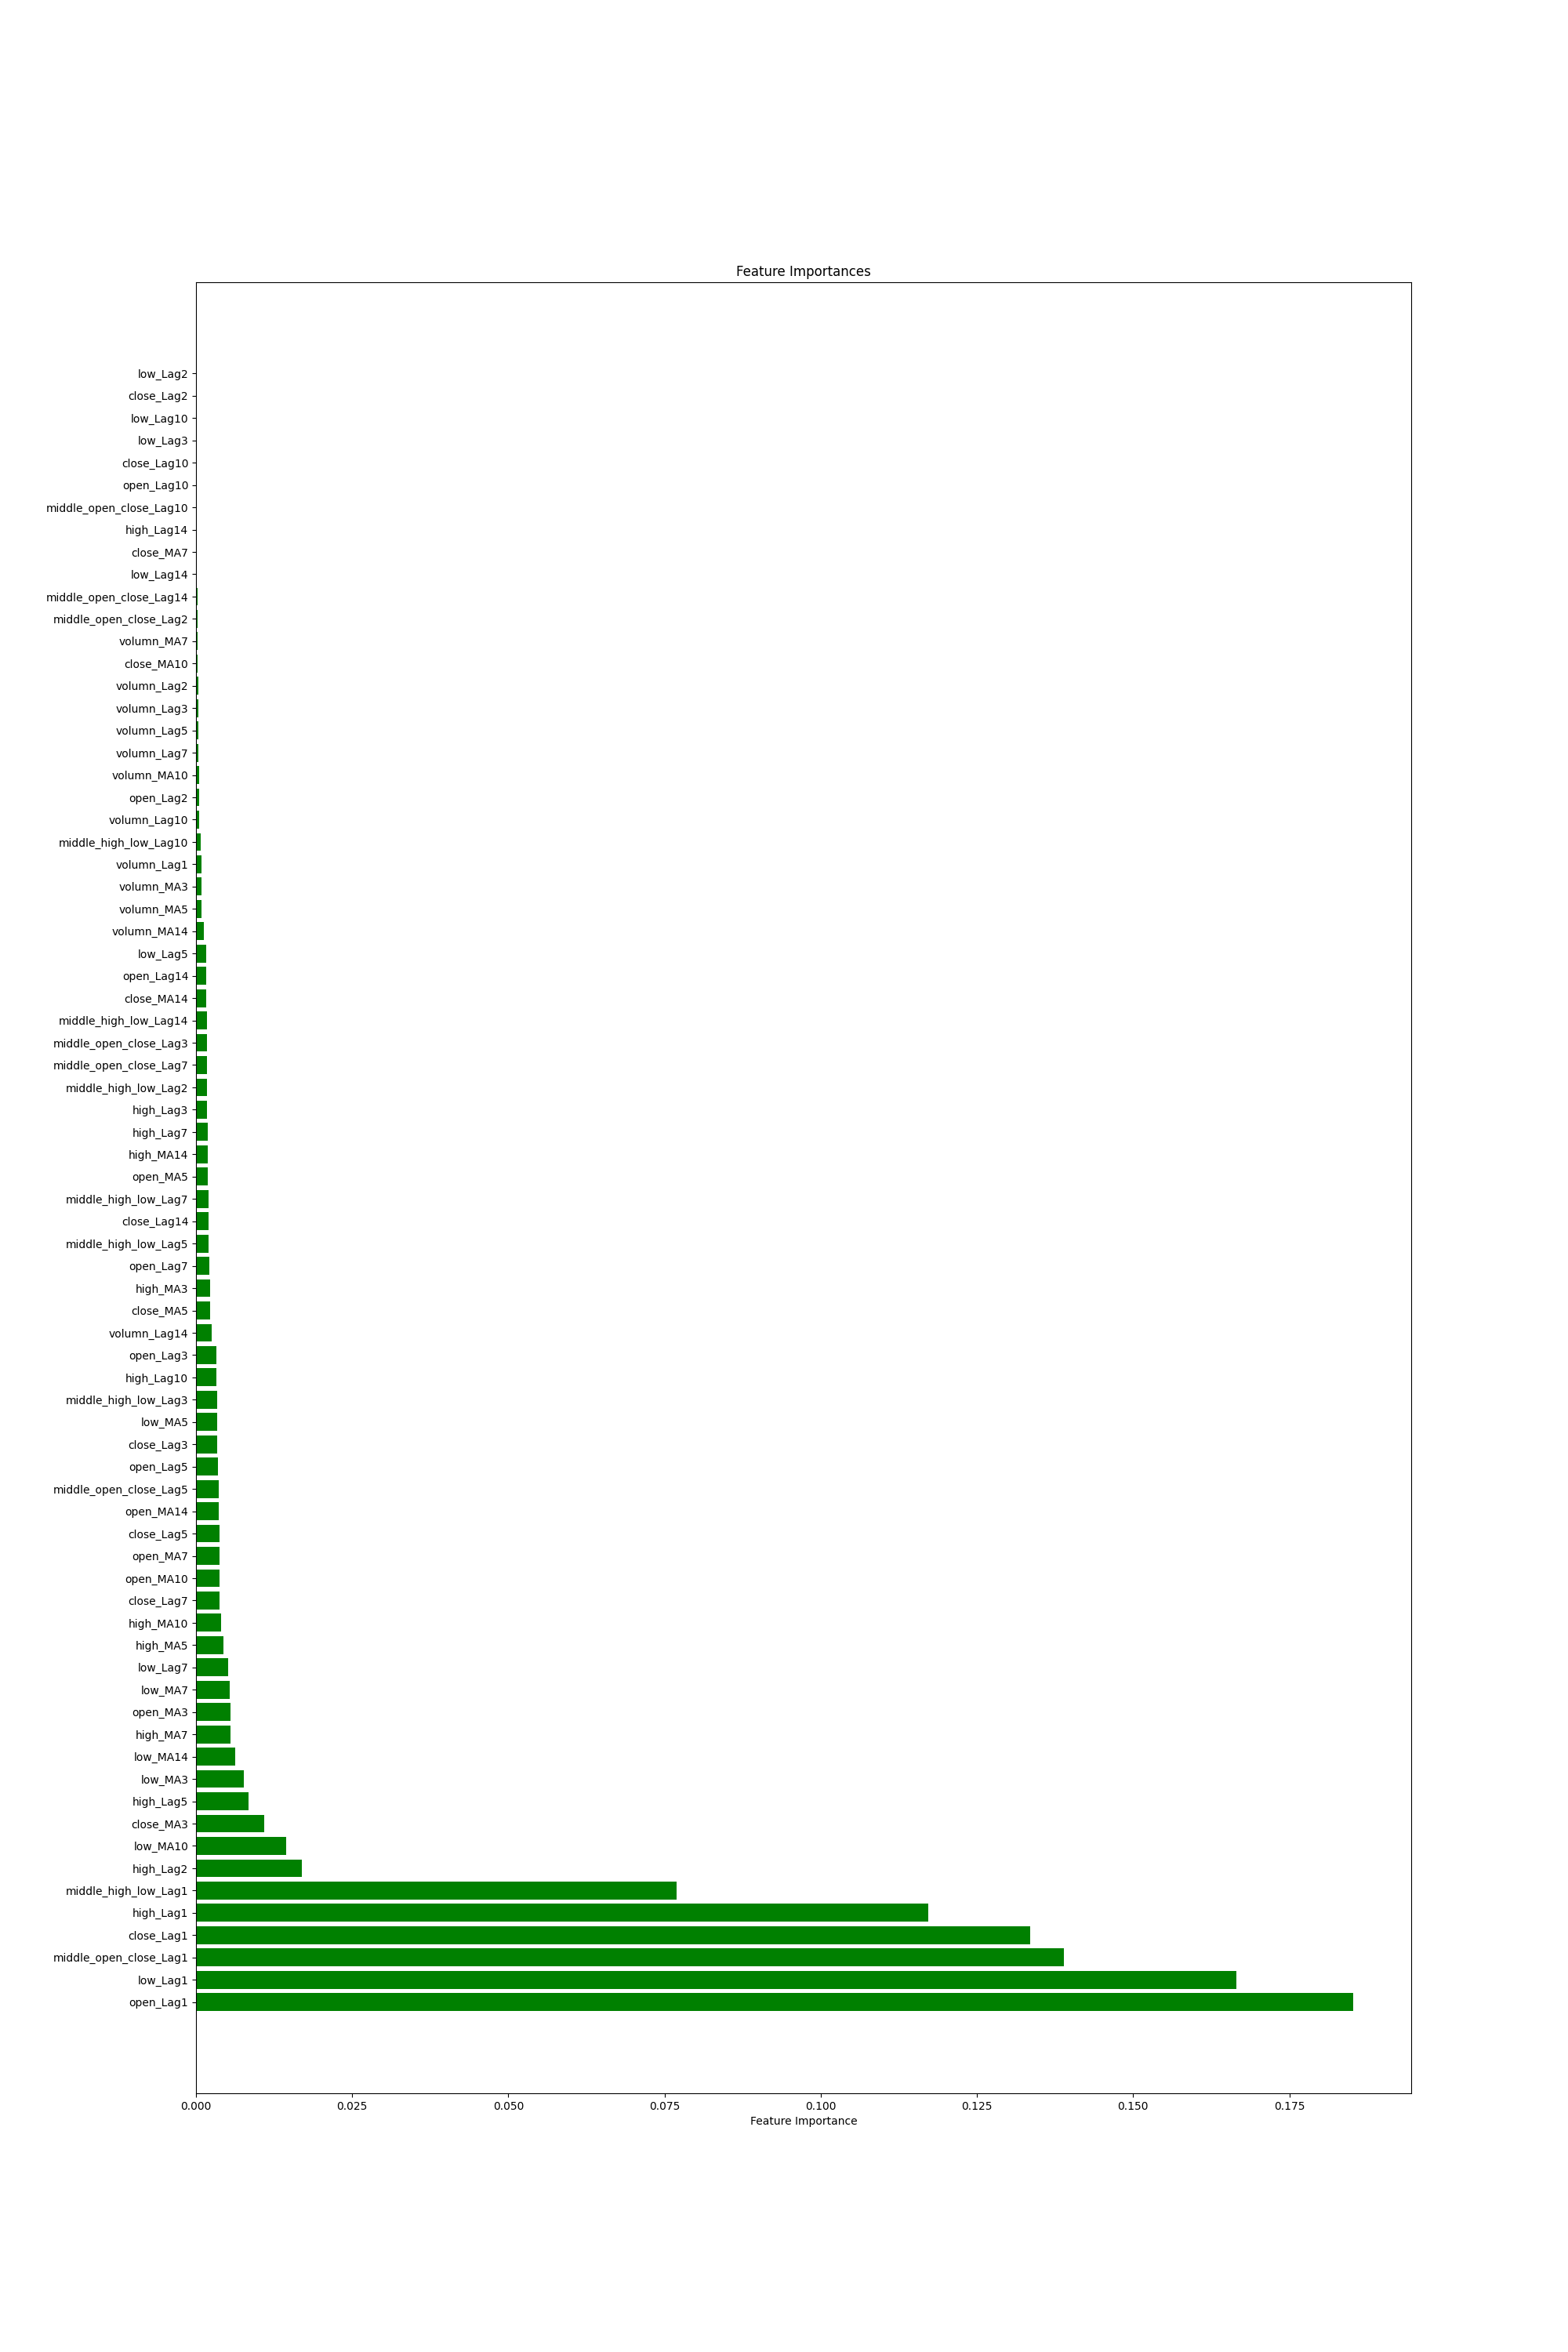 Feature Importances
low_Lag2
close_Lag2
low_Lag10
low_Lag3
close_Lag10
open_Lag10
middle_open_close_Lag10
high_Lag14
close_MA7
low_Lag14
middle_open_close_Lag14
middle_open_close_Lag2
volumn_MA7
close_MA10
volumn_Lag2
volumn_Lag3
volumn_Lag5
volumn_Lag7
volumn_MA10
open_Lag2
volumn_Lag10
middle_high_low_Lag10
volumn_Lag1
volumn_MA3
volumn_MA5
volumn_MA14
low_Lag5
open_Lag14
close_MA14
middle_high_low_Lag14
middle_open_close_Lag3
middle_open_close_Lag7
middle_high_low_Lag2
high_Lag3
high_Lag7
high_MA14
open_MA5
middle_high_low_Lag7
close_Lag14
middle_high_low_Lag5
open_Lag7
high_MA3
close_MA5
volumn_Lag14
open_Lag3
high_Lag10
middle_high_low_Lag3
low_MA5
close_Lag3
open_Lag5
middle_open_close_Lag5
open_MA14
close_Lag5
open_MA7
open_MA10
close_Lag7
high_MA10
high_MA5
low_Lag7
low_MA7
open_MA3
high_MA7
low_MA14
low_MA3
high_Lag5
close_MA3
low_MA10
high_Lag2
middle_high_low_Lag1
high_Lag1
close_Lag1
middle_open_close_Lag1
low_Lag1
open_Lag1
0.000 0.025 0.050 0.075 0.100 0.125 0.150 0.175
Feature Importance